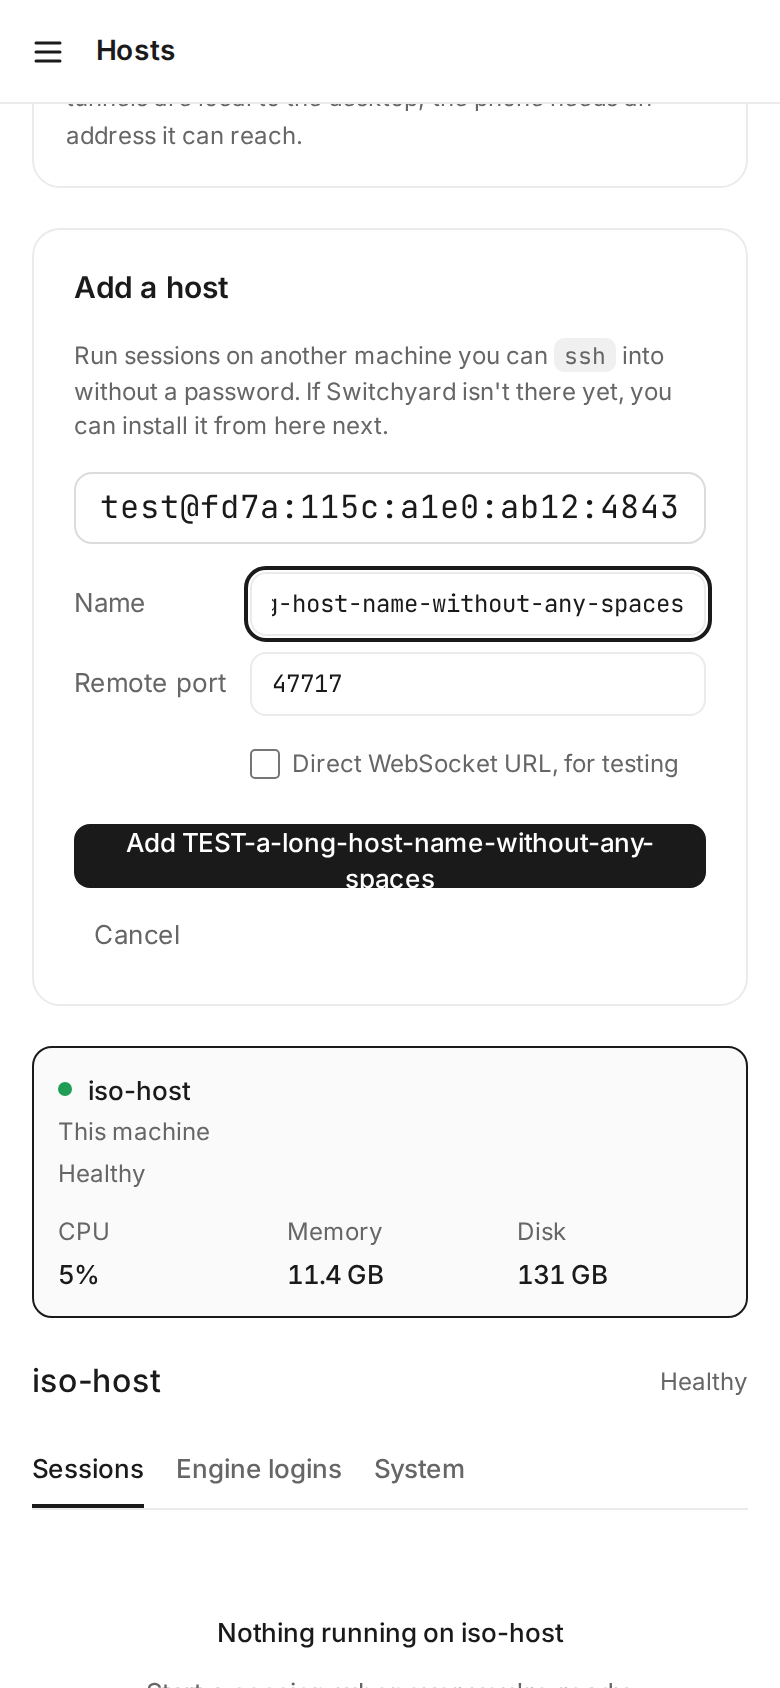 Hosts
address it can reach.
Add a host
Run sessions on another machine you can ssh into
without a password. If Switchyard isn't there yet, you
can install it from here next.
test@fd7a:115c:a1e0:ab12:4843
Name
-host-name-without-any-spaces
Remote port
47717
Direct WebSocket URL, for testing
Add TEST-a-long-host-name-without-any-
spaces
Cancel
iso-host
This machine
Healthy
CPU Memory Disk
5% 11.4 GB 131 GB
iso-host Healthy
Sessions Engine logins System
Nothing running on iso-host